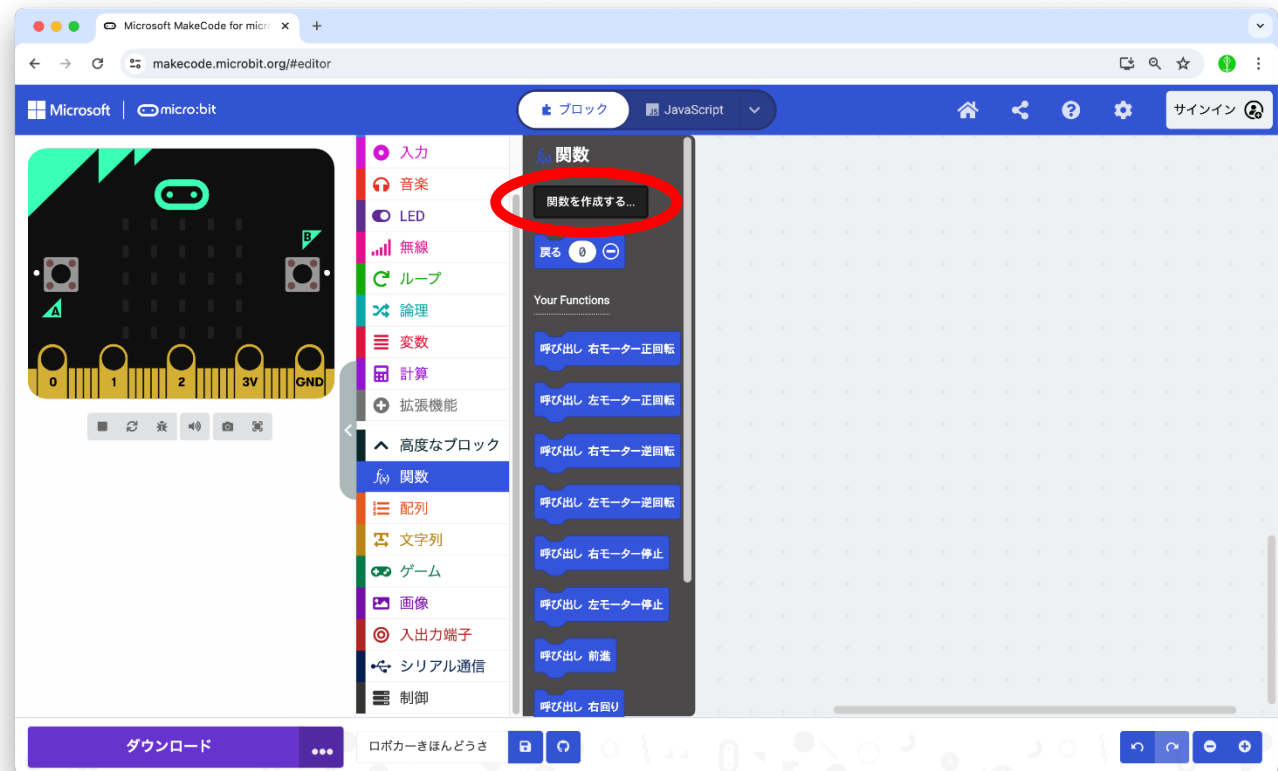 Microsoft MakeCode for micro
makecode.microbit.org/#editor
Microsoft micro:bit
ブロック
JavaScript
サインイン
B
A
0 1 2 3V GND
入力
音楽
LED
無線
ループ
論理
変数
計算
拡張機能
高度なブロック
f(x) 関数
配列
文字列
ゲーム
画像
入出力端子
シリアル通信
制御
f(x) 関数
関数を作成する...
戻る 0
Your Functions
呼び出し 右モーター正回転
呼び出し 左モーター正回転
呼び出し 右モーター逆回転
呼び出し 左モーター逆回転
呼び出し 右モーター停止
呼び出し 左モーター停止
呼び出し 前進
呼び出し 右回り
ダウンロード
ロボカーきほんどうさ